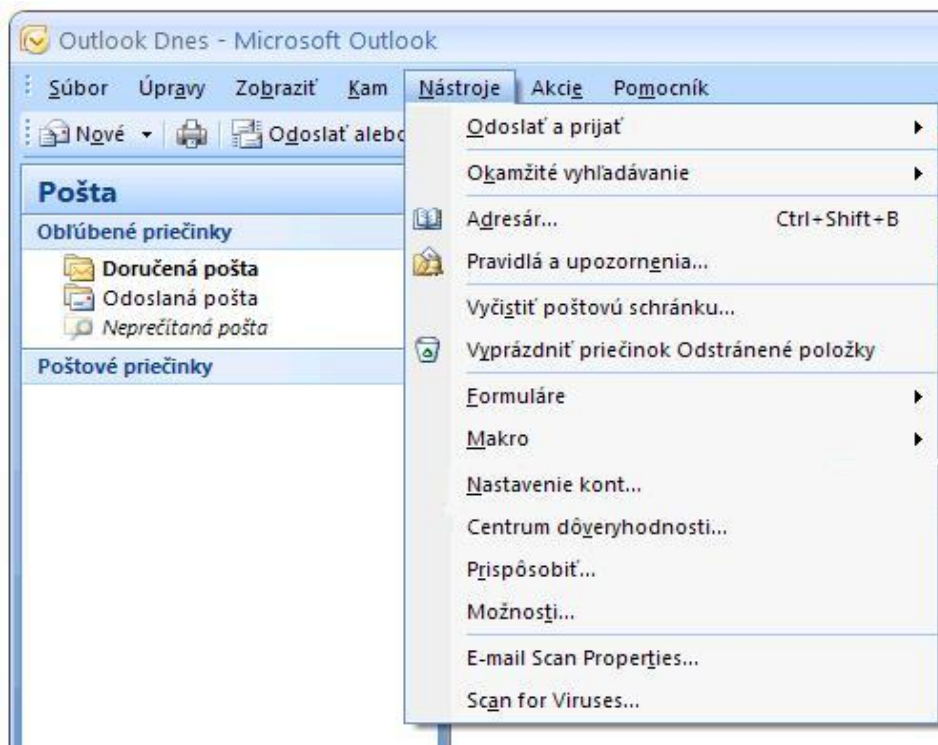 Outlook Dnes - Microsoft Outlook
Súbor Úpravy Zobraziť Kam Nástroje Akcie Pomocník
Nové Odoslať alebo
Pošta
Obľúbené priečinky
Doručená pošta
Odoslaná pošta
Neprečítaná pošta
Poštové priečinky
Odoslať a prijať
Okamžité vyhľadávanie
Adresár... Ctrl+Shift+B
Pravidlá a upozornenia...
Vyčistiť poštovú schránku...
Vyprázdniť priečinok Odstránené položky
Formuláre
Makro
Nastavenie kont...
Centrum dôveryhodnosti...
Prispôsobiť...
Možnosti...
E-mail Scan Properties...
Scan for Viruses...